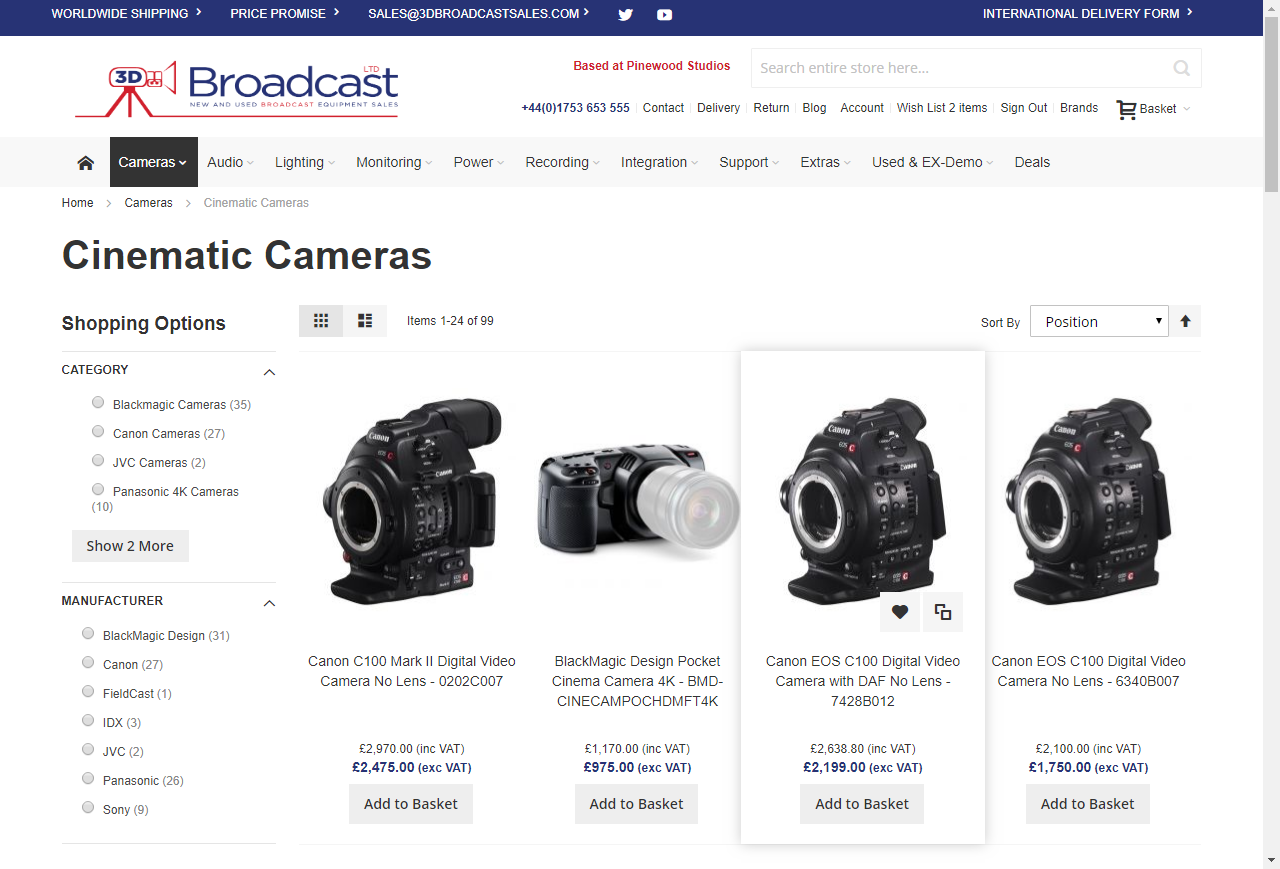 WORLDWIDE SHIPPING PRICE PROMISE SALES@3DBROADCASTSALES.COM INTERNATIONAL DELIVERY FORM
3D Broadcast LTD
NEW AND USED BROADCAST EQUIPMENT SALES
Based at Pinewood Studios
Search entire store here...
+44(0)1753 653 555 Contact Delivery Return Blog Account Wish List 2 items Sign Out Brands Basket
Cameras Audio Lighting Monitoring Power Recording Integration Support Extras Used & EX-Demo Deals
Home Cameras Cinematic Cameras
Cinematic Cameras
Shopping Options
CATEGORY
Blackmagic Cameras (35)
Canon Cameras (27)
JVC Cameras (2)
Panasonic 4K Cameras
(10)
Show 2 More
MANUFACTURER
BlackMagic Design (31)
Canon (27)
FieldCast (1)
IDX (3)
JVC (2)
Panasonic (26)
Sony (9)
Items 1-24 of 99
Sort By Position
Canon C100 Mark II Digital Video
Camera No Lens - 0202C007
£2,970.00 (inc VAT)
£2,475.00 (exc VAT)
Add to Basket
BlackMagic Design Pocket
Cinema Camera 4K - BMD-
CINECAMPOCHDMFT4K
£1,170.00 (inc VAT)
£975.00 (exc VAT)
Add to Basket
Canon EOS C100 Digital Video
Camera with DAF No Lens -
7428B012
£2,638.80 (inc VAT)
£2,199.00 (exc VAT)
Add to Basket
Canon EOS C100 Digital Video
Camera No Lens - 6340B007
£2,100.00 (inc VAT)
£1,750.00 (exc VAT)
Add to Basket